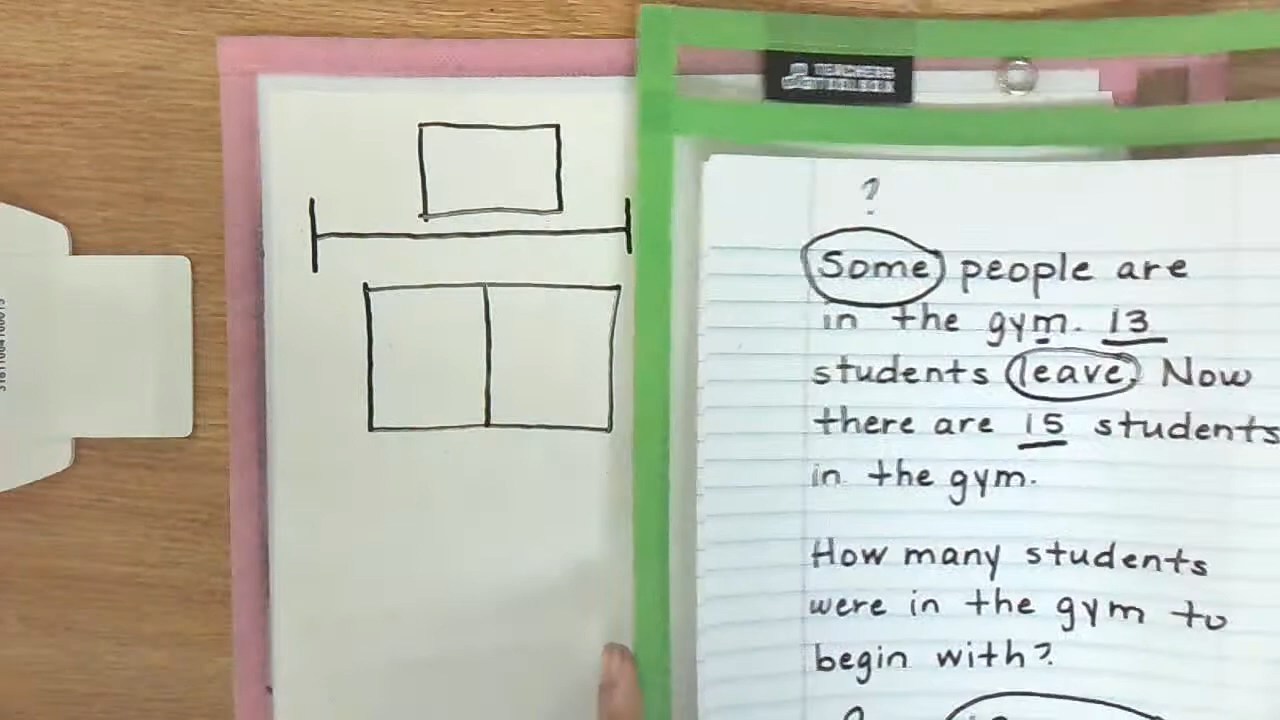 ?
Some people are
in the gym. 13
students leave. Now
there are 15 students
in the gym.
How many students
were in the gym to
begin with?